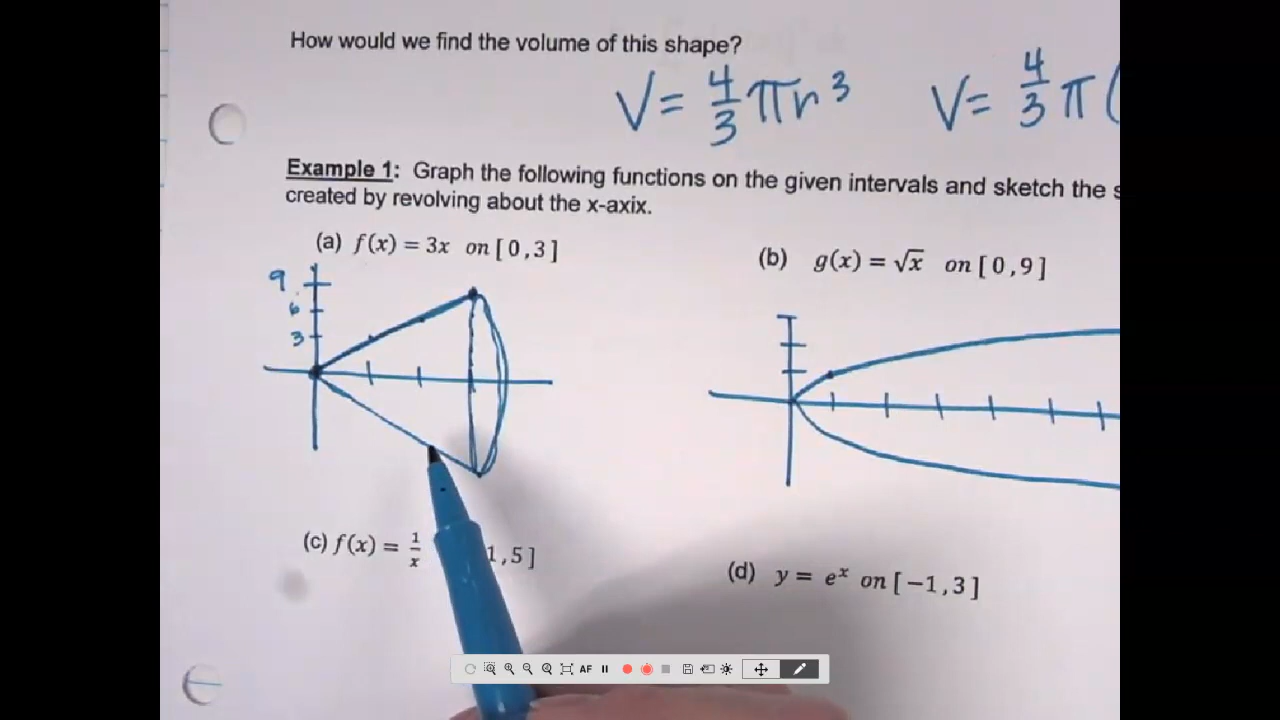 How would we find the volume of this shape?
V = 4/3 πr³ V = 4/3 π (
Example 1: Graph the following functions on the given intervals and sketch the s
created by revolving about the x-axix.
(a) f(x) = 3x on [0,3]
(b) g(x) = √x on [0,9]
9
6
3
(c) f(x) = 1/x 1,5]
(d) y = eˣ on [−1,3]
AF